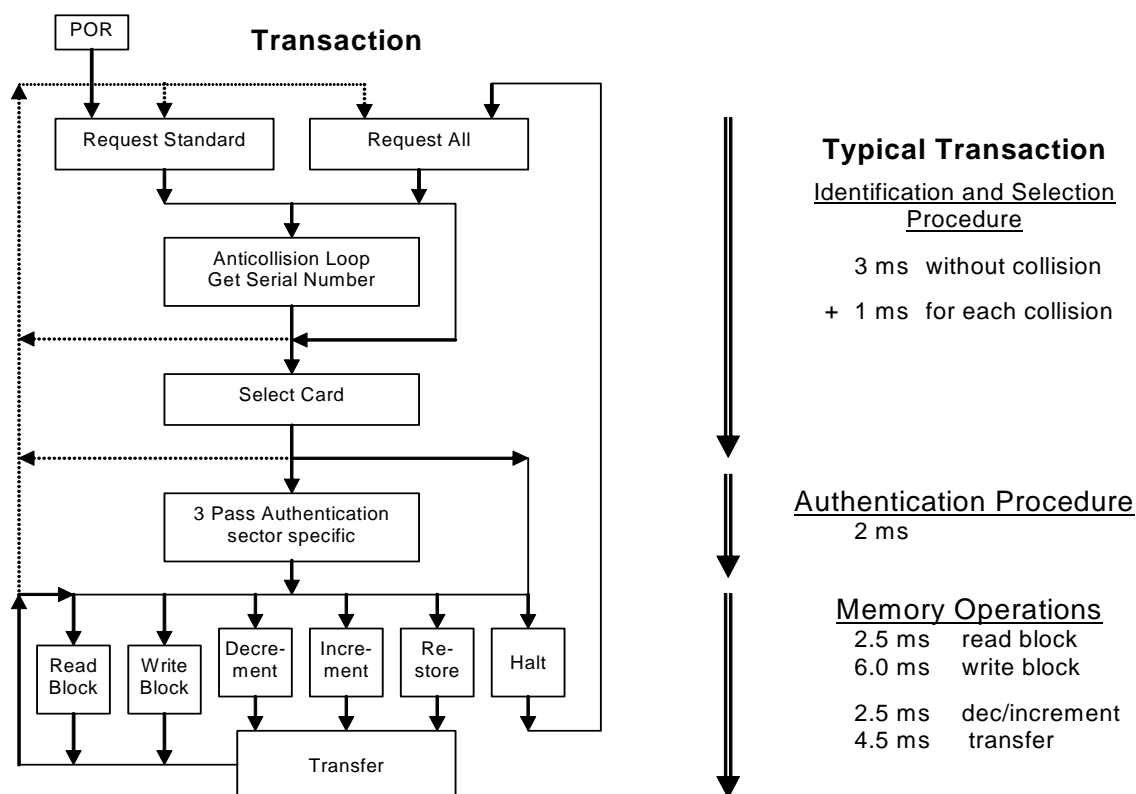 POR
Transaction
Request Standard
Request All
Anticollision Loop
Get Serial Number
Select Card
3 Pass Authentication
sector specific
Read
Block
Write
Block
Decre-
ment
Incre-
ment
Re-
store
Halt
Transfer
Typical Transaction
Identification and Selection
Procedure
3 ms without collision
+ 1 ms for each collision
Authentication Procedure
2 ms
Memory Operations
2.5 ms read block
6.0 ms write block
2.5 ms dec/increment
4.5 ms transfer